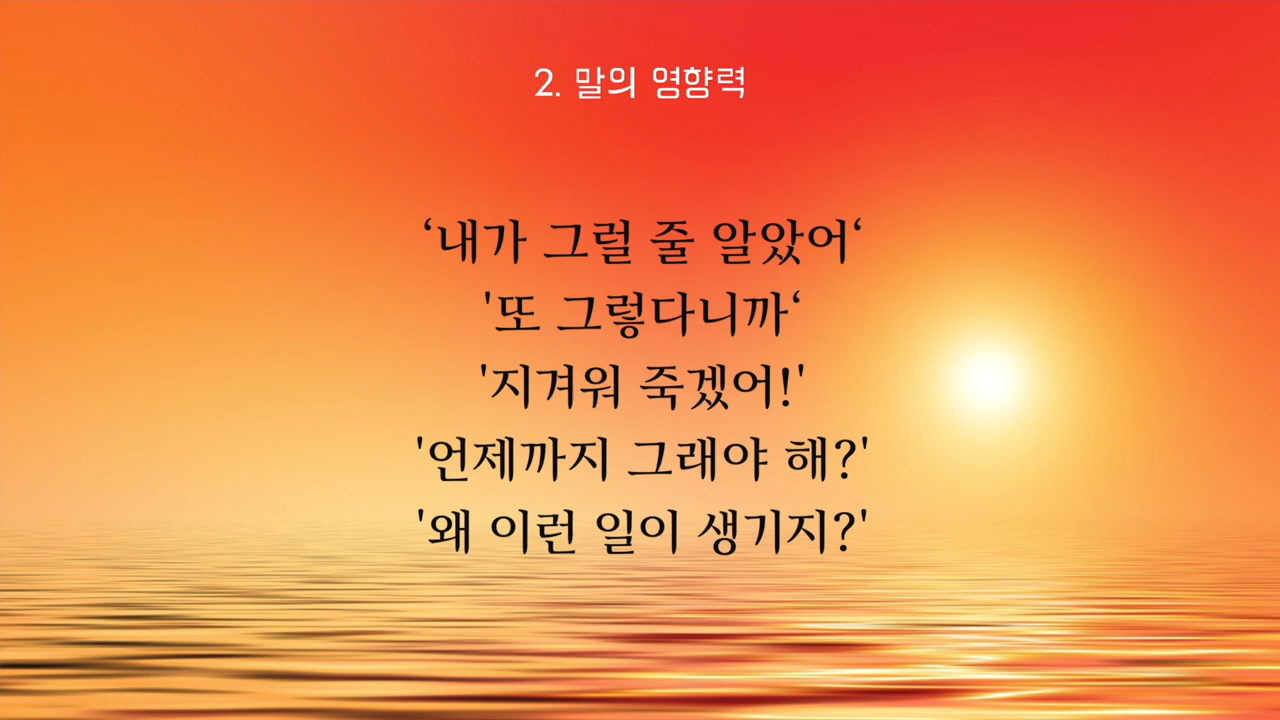 2. 말의 영향력
‘내가 그럴 줄 알았어‘
'또 그렇다니까‘
'지겨워 죽겠어!'
'언제까지 그래야 해?'
'왜 이런 일이 생기지?'